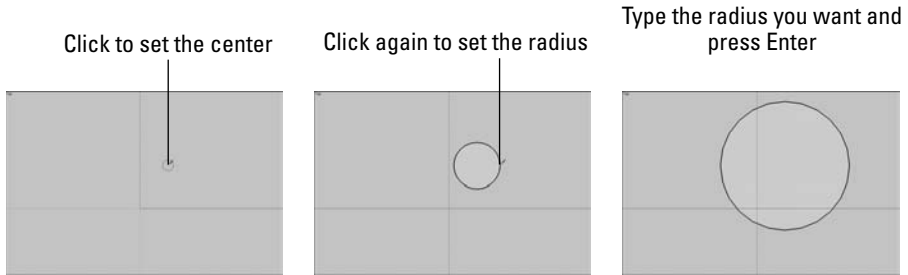 Click to set the center
Click again to set the radius
Type the radius you want and
press Enter